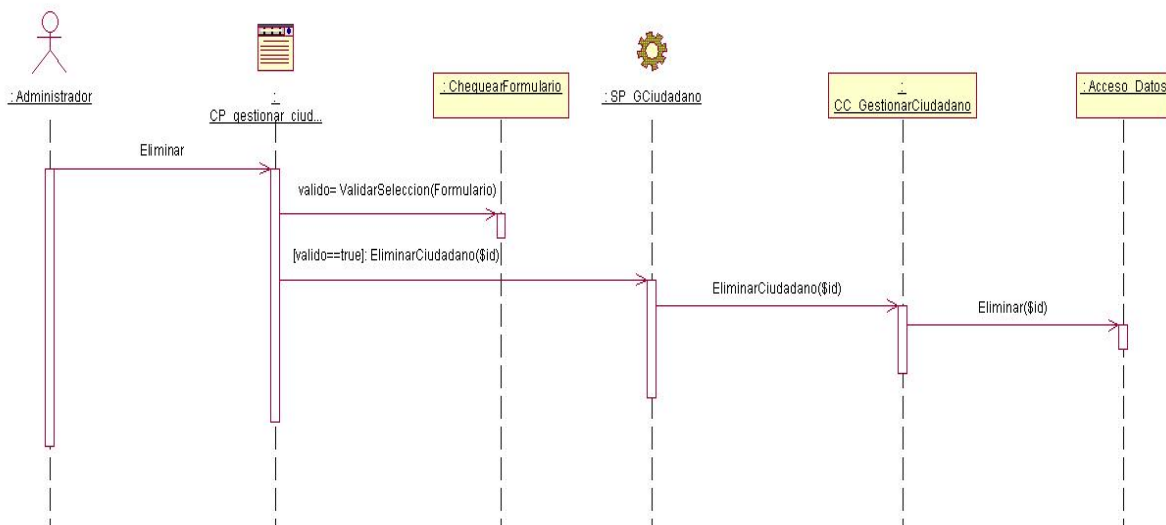 : Administrador
:
CP_gestionar_ciud...
: ChequearFormulario
: SP_GCiudadano
:
CC_GestionarCiudadano
: Acceso_Datos
Eliminar
valido= ValidarSeleccion(Formulario)
[valido==true]: EliminarCiudadano($id)
EliminarCiudadano($id)
Eliminar($id)